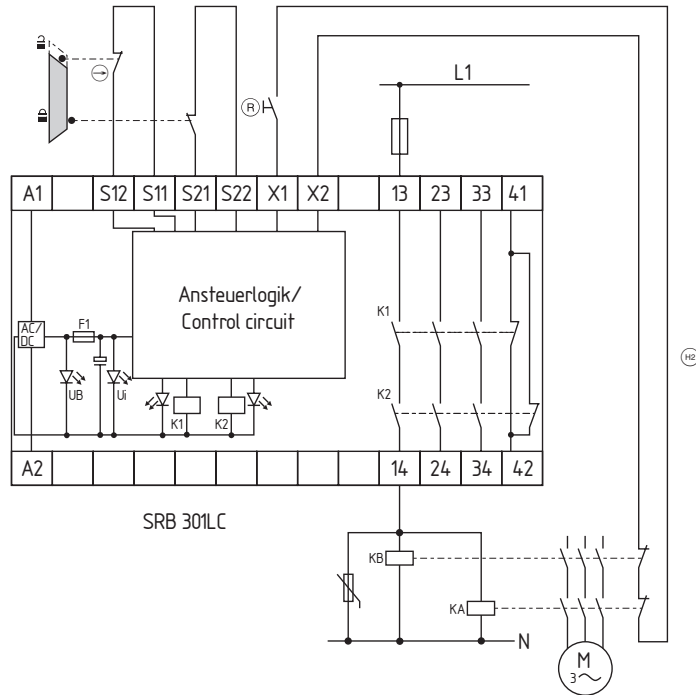 L1
R
A1 S12 S11 S21 S22 X1 X2 13 23 33 41
Ansteuerlogik/
Control circuit
K1
AC/
DC
F1
UB
Ui
K2
K1
K2
H2
A2 14 24 34 42
SRB 301LC
KB
KA
N
M
3~